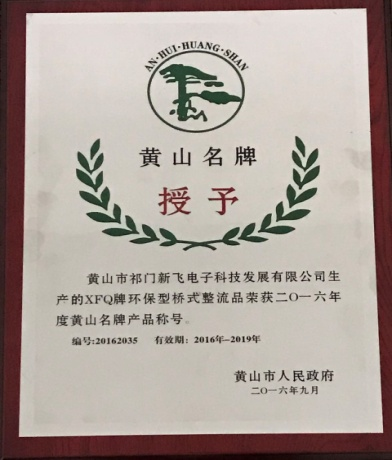 AN·HUI·HUANG·SHAN
黄山名牌
授予
黄山市祁门新飞电子科技发展有限公司生
产的XFQ牌环保型桥式整流品荣获二〇一六年
度黄山名牌产品称号。
编号:20162035 有效期: 2016年-2019年
黄山市人民政府
二〇一六年九月